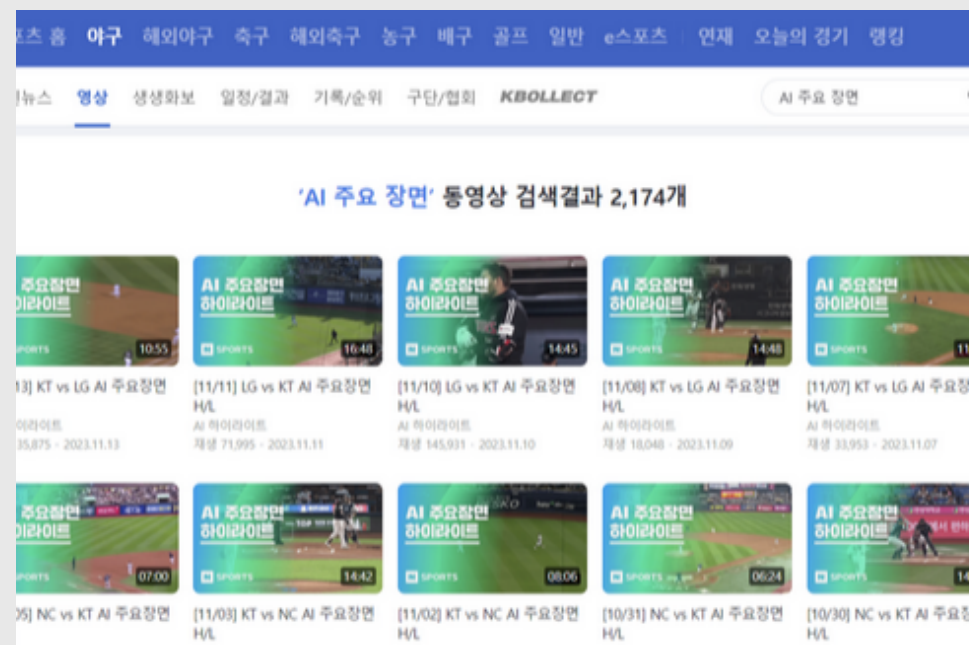 포츠 홈 야구 해외야구 축구 해외축구 농구 배구 골프 일반 e스포츠 연재 오늘의 경기 랭킹
뉴스 영상 생생화보 일정/결과 기록/순위 구단/협회 KBOLLECT AI 주요 장면
‘AI 주요 장면’ 동영상 검색결과 2,174개
주요장면
하이라이트
SPORTS
10:55
13] KT vs LG AI 주요장면
이라이트
35,875 · 2023.11.13
AI 주요장면
하이라이트
N SPORTS
16:48
[11/11] LG vs KT AI 주요장면
H/L
AI 하이라이트
재생 71,995 · 2023.11.11
AI 주요장면
하이라이트
N SPORTS
14:45
[11/10] LG vs KT AI 주요장면
H/L
AI 하이라이트
재생 145,931 · 2023.11.10
AI 주요장면
하이라이트
N SPORTS
14:48
[11/08] KT vs LG AI 주요장면
H/L
AI 하이라이트
재생 18,048 · 2023.11.09
AI 주요장면
하이라이트
N SPORTS
11
[11/07] KT vs LG AI 주요장
H/L
AI 하이라이트
재생 33,953 · 2023.11.07
주요장면
하이라이트
SPORTS
07:00
05] NC vs KT AI 주요장면
AI 주요장면
하이라이트
N SPORTS
14:42
[11/03] KT vs NC AI 주요장면
H/L
AI 주요장면
하이라이트
N SPORTS
08:06
[11/02] KT vs NC AI 주요장면
H/L
AI 주요장면
하이라이트
N SPORTS
06:24
[10/31] NC vs KT AI 주요장면
H/L
AI 주요장면
하이라이트
N SPORTS
14
[10/30] NC vs KT AI 주요장
H/L